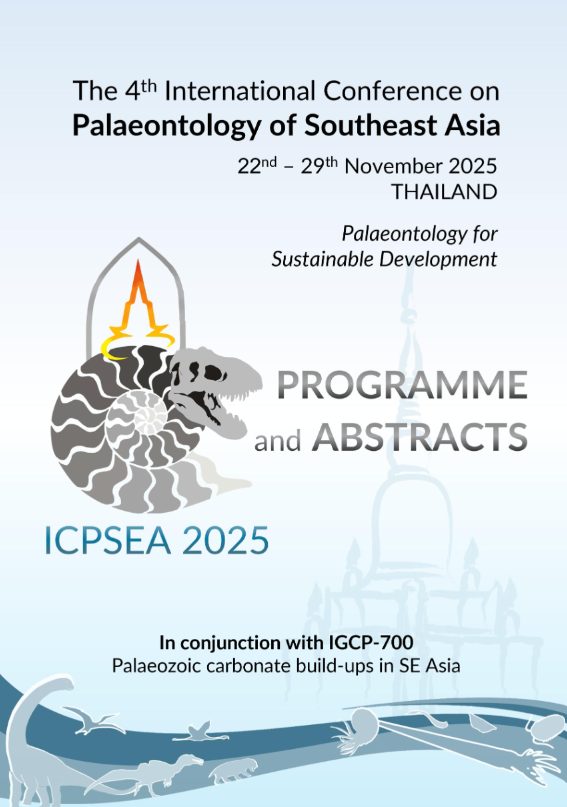 The 4th International Conference on
Palaeontology of Southeast Asia
22nd – 29th November 2025
THAILAND
Palaeontology for
Sustainable Development
PROGRAMME
and ABSTRACTS
ICPSEA 2025
In conjunction with IGCP-700
Palaeozoic carbonate build-ups in SE Asia